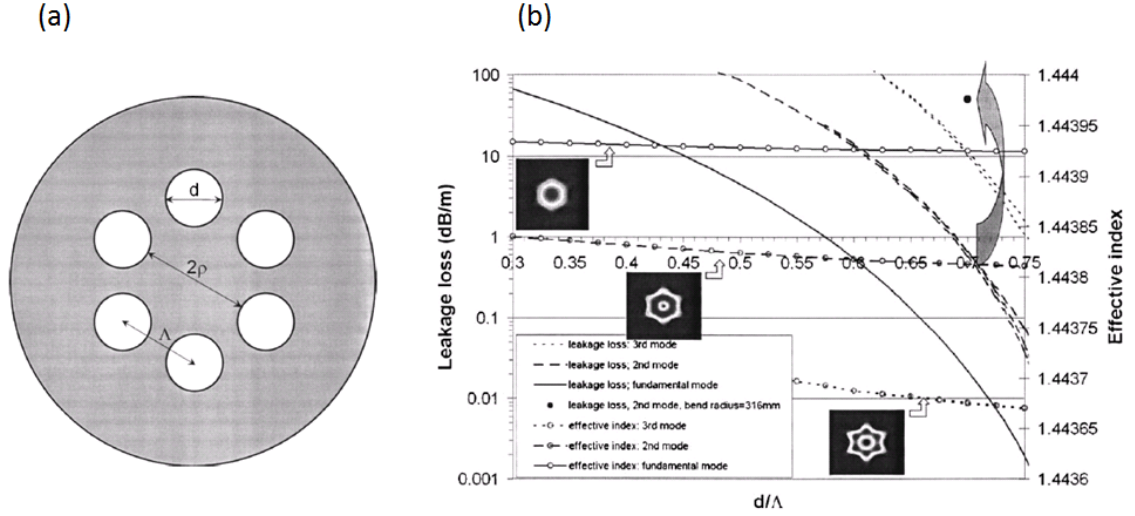 (a)
(b)
d
2ρ
Λ
Leakage loss (dB/m)
100
10
1
0.1
0.01
0.001
0.3 0.35 0.4 0.45 0.5 0.55 0.6 0.65 0.7 0.75
d/Λ
1.444
1.44395
1.4439
1.44385
1.4438
1.44375
1.4437
1.44365
1.4436
Effective index
leakage loss: 3rd mode
leakage loss: 2nd mode
leakage loss; fundamental mode
leakage loss, 2nd mode, bend radius=316mm
effective index: 3rd mode
effective index: 2nd mode
effective index: fundamental mode